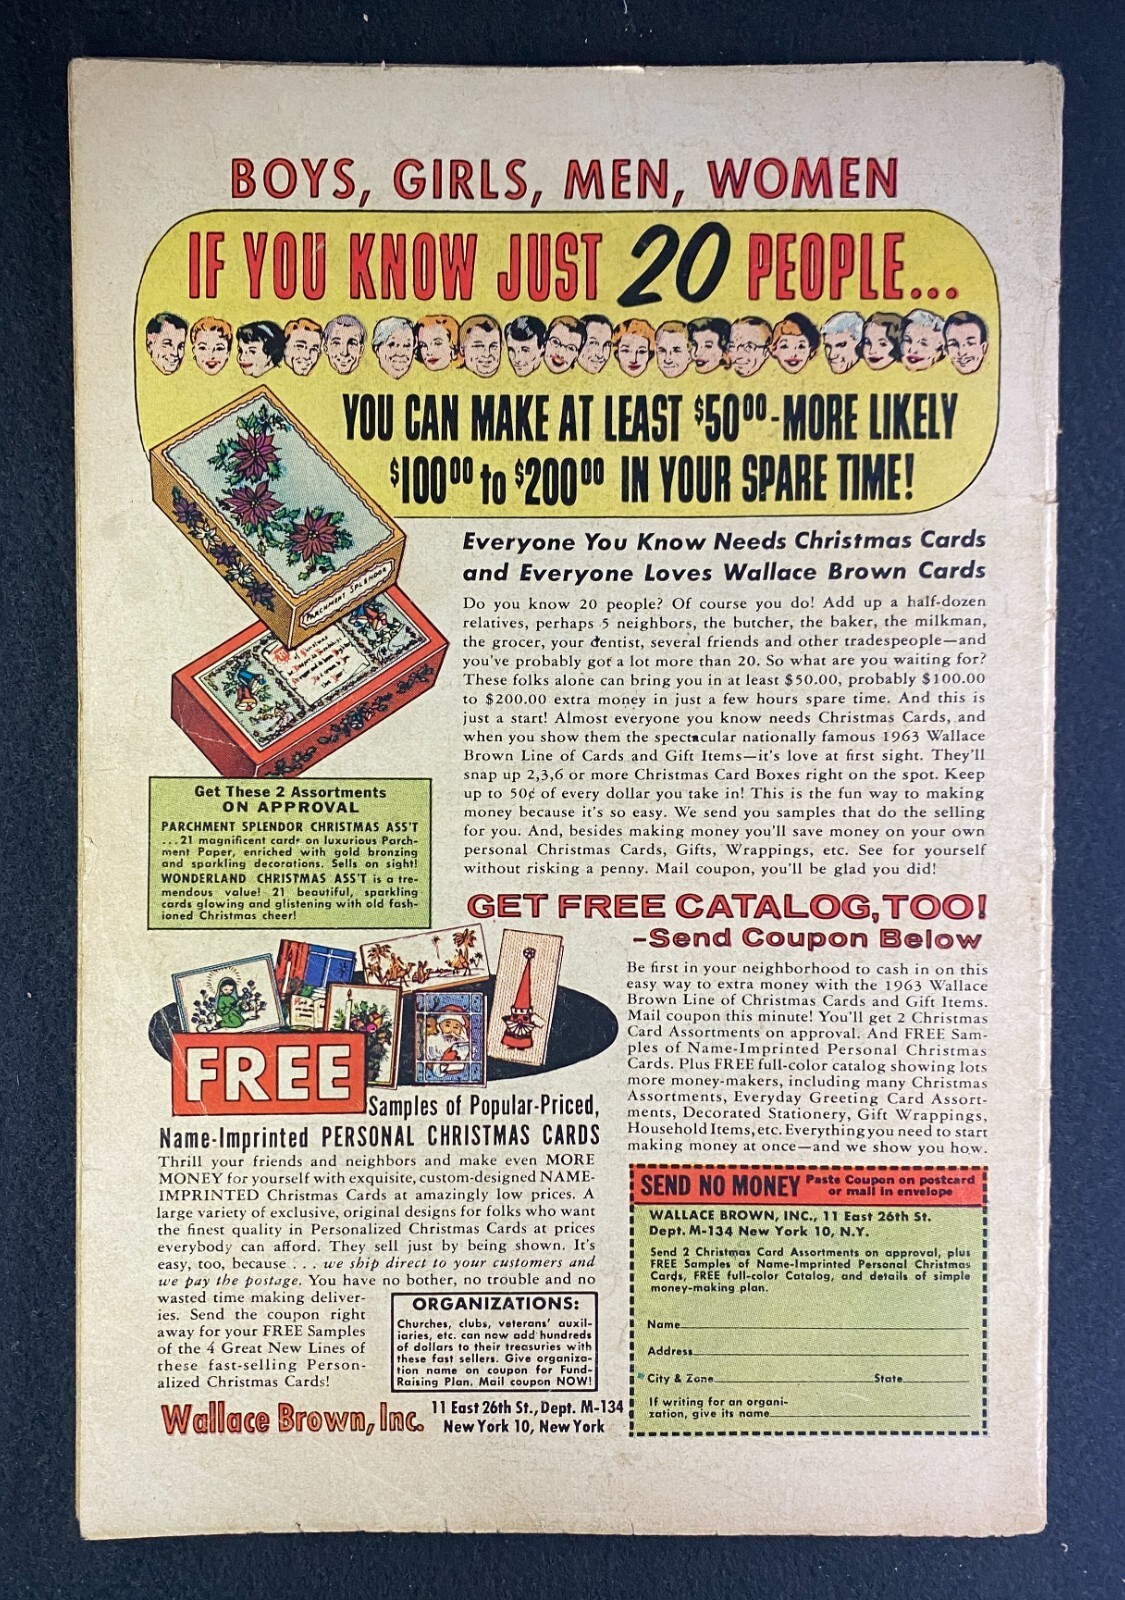 BOYS, GIRLS, MEN, WOMEN
IF YOU KNOW JUST 20 PEOPLE...
YOU CAN MAKE AT LEAST $50.00-MORE LIKELY
$100.00 to $200.00 IN YOUR SPARE TIME!
PARCHMENT SPLENDOR
Everyone You Know Needs Christmas Cards
and Everyone Loves Wallace Brown Cards
Do you know 20 people? Of course you do! Add up a half-dozen
relatives, perhaps 5 neighbors, the butcher, the baker, the milkman,
the grocer, your dentist, several friends and other tradespeople—and
you've probably got a lot more than 20. So what are you waiting for?
These folks alone can bring you in at least $50.00, probably $100.00
to $200.00 extra money in just a few hours spare time. And this is
just a start! Almost everyone you know needs Christmas Cards, and
when you show them the spectacular nationally famous 1963 Wallace
Brown Line of Cards and Gift Items—it's love at first sight. They'll
snap up 2,3,6 or more Christmas Card Boxes right on the spot. Keep
up to 50¢ of every dollar you take in! This is the fun way to making
money because it's so easy. We send you samples that do the selling
for you. And, besides making money you'll save money on your own
personal Christmas Cards, Gifts, Wrappings, etc. See for yourself
without risking a penny. Mail coupon, you'll be glad you did!
Get These 2 Assortments
ON APPROVAL
PARCHMENT SPLENDOR CHRISTMAS ASS'T
...21 magnificent cards on luxurious Parch-
ment Paper, enriched with gold bronzing
and sparkling decorations. Sells on sight!
WONDERLAND CHRISTMAS ASS'T is a tre-
mendous value! 21 beautiful, sparkling
cards glowing and glistening with old fash-
ioned Christmas cheer!
GET FREE CATALOG, TOO!
-Send Coupon Below
Be first in your neighborhood to cash in on this
easy way to extra money with the 1963 Wallace
Brown Line of Christmas Cards and Gift Items.
Mail coupon this minute! You'll get 2 Christmas
Card Assortments on approval. And FREE Sam-
ples of Name-Imprinted Personal Christmas
Cards. Plus FREE full-color catalog showing lots
more money-makers, including many Christmas
Assortments, Everyday Greeting Card Assort-
ments, Decorated Stationery, Gift Wrappings,
Household Items, etc. Everything you need to start
making money at once—and we show you how.
FREE
Samples of Popular-Priced,
Name-Imprinted PERSONAL CHRISTMAS CARDS
Thrill your friends and neighbors and make even MORE
MONEY for yourself with exquisite, custom-designed NAME-
IMPRINTED Christmas Cards at amazingly low prices. A
large variety of exclusive, original designs for folks who want
the finest quality in Personalized Christmas Cards at prices
everybody can afford. They sell just by being shown. It's
easy, too, because . . . we ship direct to your customers and
we pay the postage. You have no bother, no trouble and no
wasted time making deliver-
ies. Send the coupon right
away for your FREE Samples
of the 4 Great New Lines of
these fast-selling Person-
alized Christmas Cards!
ORGANIZATIONS:
Churches, clubs, veterans' auxil-
iaries, etc. can now add hundreds
of dollars to their treasuries with
these fast sellers. Give organiza-
tion name on coupon for Fund-
Raising Plan. Mail coupon NOW!
Wallace Brown, Inc. 11 East 26th St., Dept. M-134
New York 10, New York
SEND NO MONEY Paste Coupon on postcard
or mail in envelope
WALLACE BROWN, INC., 11 East 26th St.
Dept. M-134 New York 10, N.Y.
Send 2 Christmas Card Assortments on approval, plus
FREE Samples of Name-Imprinted Personal Christmas
Cards, FREE full-color Catalog, and details of simple
money-making plan.
Name
Address
City & Zone State
If writing for an organi-
zation, give its name